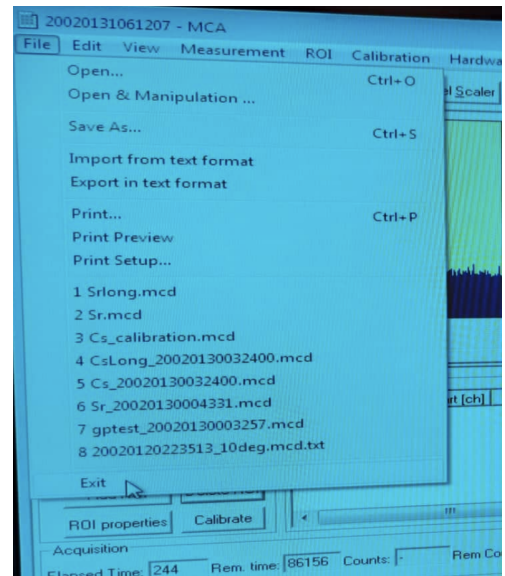 20020131061207 - MCA
File Edit View Measurement ROI Calibration
Open... Ctrl+O
Open & Manipulation ...
Scaler
Save As... Ctrl+S
Import from text format
Export in text format
Print... Ctrl+P
Print Preview
Print Setup...
1 Srlong.mcd
2 Sr.mcd
3 Cs_calibration.mcd
4 CsLong_20020130032400.mcd
5 Cs_20020130032400.mcd
6 Sr_20020130004331.mcd
[ch]
7 gptest_20020130003257.mcd
8 20020120223513_10deg.mcd.txt
Exit
ROI properties Calibrate
Acquisition
Elapsed Time: 244 Rem. time: 86156 Counts: - Rem